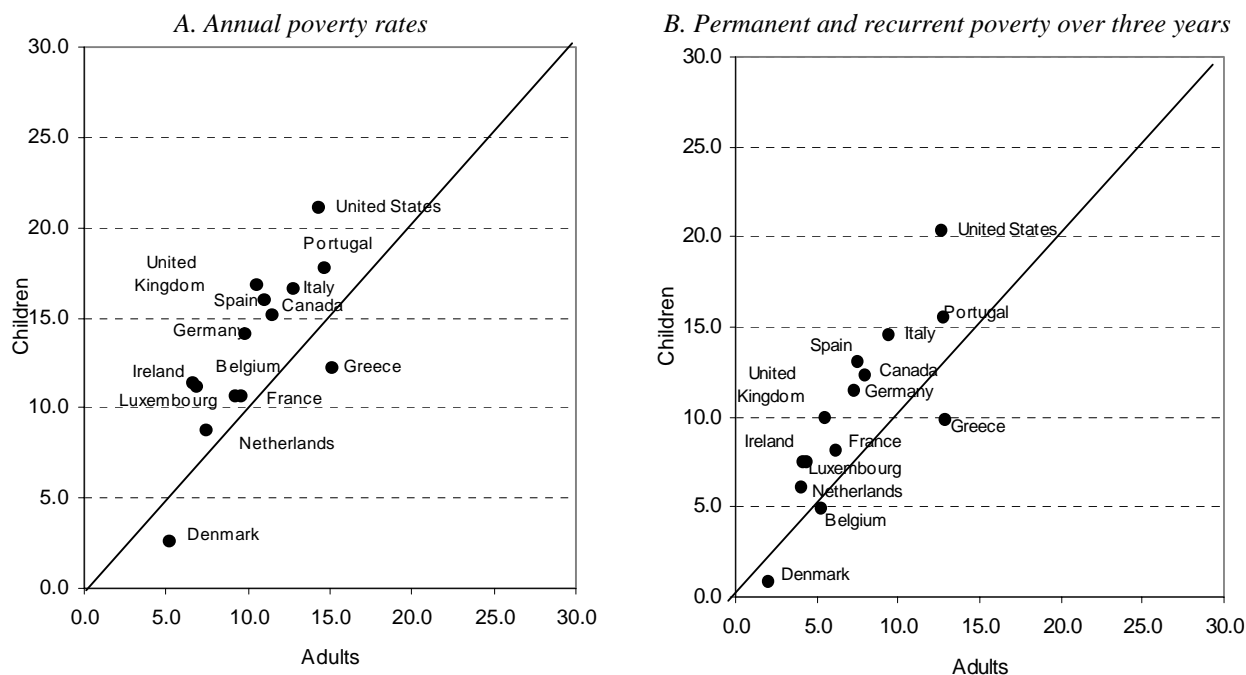 A. Annual poverty rates
30.0
25.0
20.0
15.0
10.0
5.0
0.0
Children
United States
Portugal
United
Kingdom
Italy
Spain
Canada
Germany
Ireland
Belgium
Greece
Luxembourg
France
Netherlands
Denmark
0.0 5.0 10.0 15.0 20.0 25.0 30.0
Adults
B. Permanent and recurrent poverty over three years
30.0
25.0
20.0
15.0
10.0
5.0
0.0
Children
United States
Portugal
Italy
Spain
Canada
United
Kingdom
Germany
Greece
Ireland
France
Luxembourg
Netherlands
Belgium
Denmark
0.0 5.0 10.0 15.0 20.0 25.0 30.0
Adults